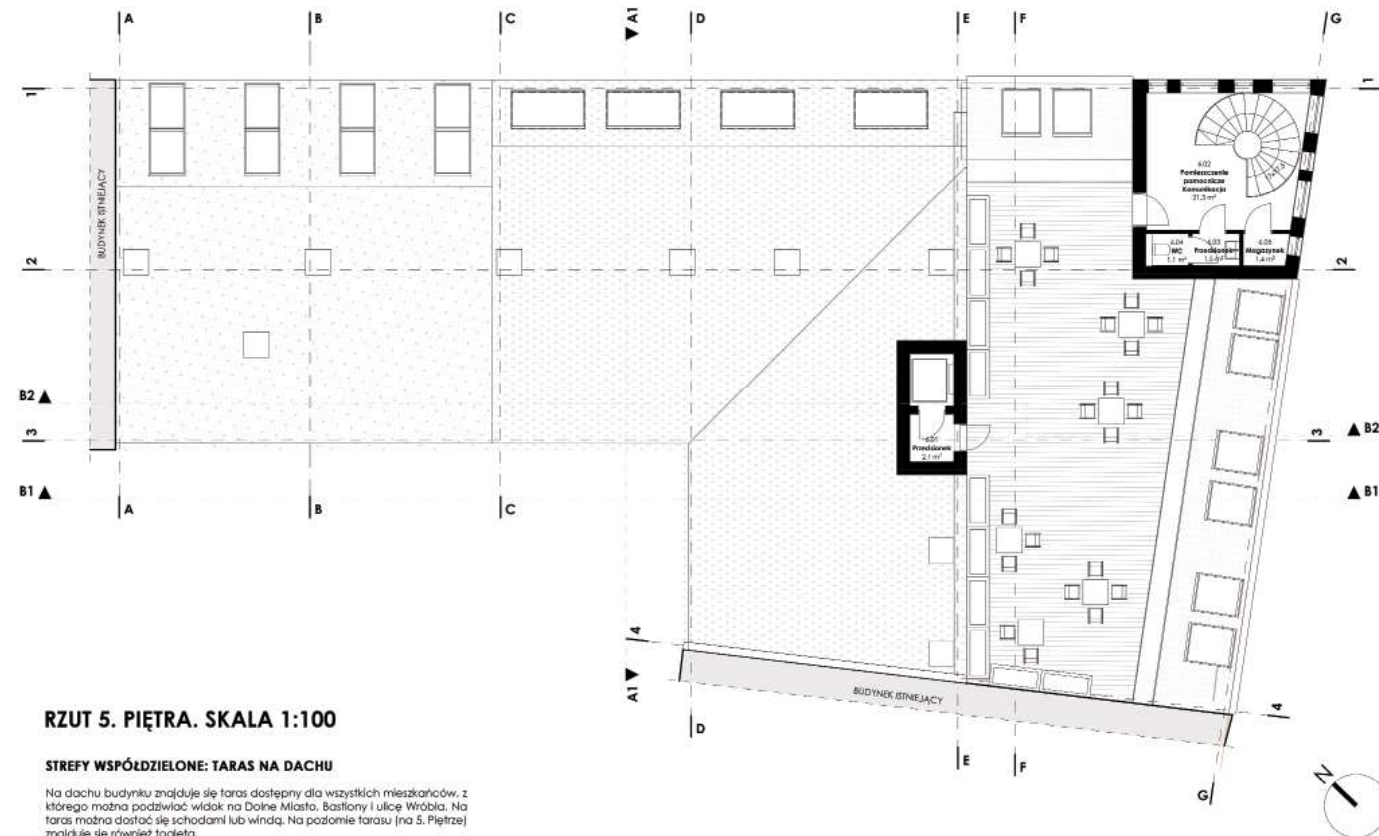 A B C A1 D E F G
1 1
BUDYNEK ISTNIEJĄCY
6.02
Pomieszczenie
pomocnicze
Komunikacja
21,3 m²
17x17,5
2 2
6.04
WC
1,1 m²
6.03
Przedsionek
6.05
Magazynek
1,4 m²
B2 B2
3 3
6.01
Przedsionek
2,1 m²
B1 B1
A B C
4
BUDYNEK ISTNIEJĄCY
A1
4
D
E F
G
N
RZUT 5. PIĘTRA. SKALA 1:100
STREFY WSPÓŁDZIELONE: TARAS NA DACHU
Na dachu budynku znajduje się taras dostępny dla wszystkich mieszkańców, z
którego można podziwiać widok na Dolne Miasto, Bastiony i ulicę Wróbla. Na
taras można dostać się schodami lub windą. Na poziomie tarasu (na 5. Piętrze)
znajduje się również toaleta.